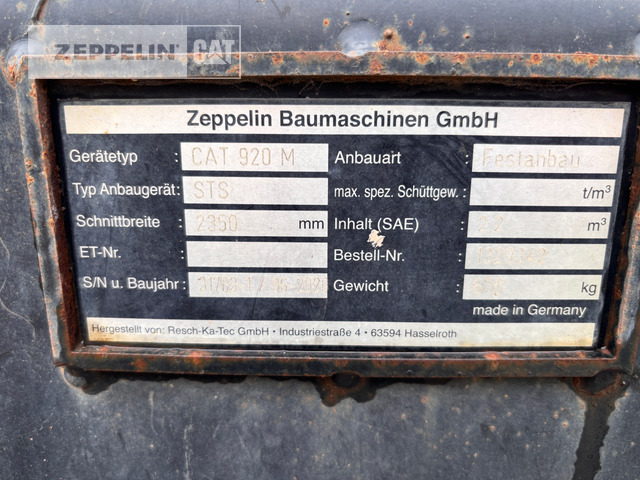 ZEPPELIN CAT
Zeppelin Baumaschinen GmbH
Gerätetyp : CAT 920 M Anbauart : Festanbau
Typ Anbaugerät: STS max. spez. Schüttgew. : t/m³
Schnittbreite : 2350 mm Inhalt (SAE) : m³
ET-Nr. : Bestell-Nr. :
S/N u. Baujahr : Gewicht : kg
made in Germany
Hergestellt von: Resch-Ka-Tec GmbH • Industriestraße 4 • 63594 Hasselroth